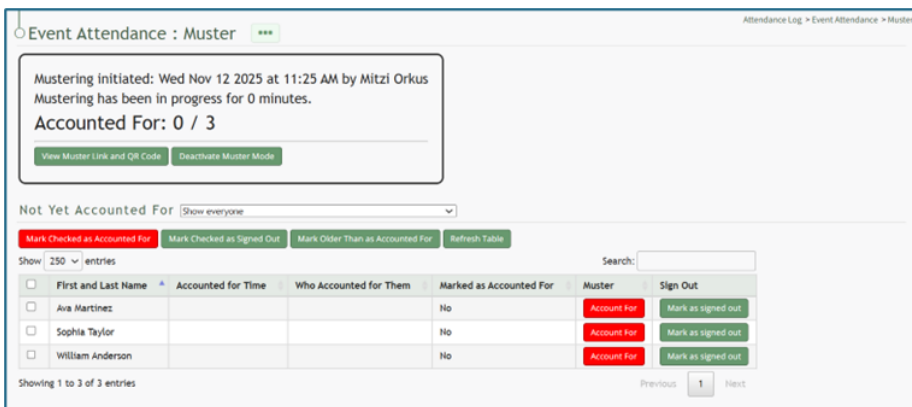 Attendance Log > Event Attendance > Muster
Event Attendance : Muster
Mustering initiated: Wed Nov 12 2025 at 11:25 AM by Mitzi Orkus
Mustering has been in progress for 0 minutes.
Accounted For: 0 / 3
View Muster Link and QR Code Deactivate Muster Mode
Not Yet Accounted For Show everyone
Mark Checked as Accounted For Mark Checked as Signed Out Mark Older Than as Accounted For Refresh Table
Show 250 entries Search:
First and Last Name Accounted for Time Who Accounted for Them Marked as Accounted For Muster Sign Out
Ava Martinez No Account For Mark as signed out
Sophia Taylor No Account For Mark as signed out
William Anderson No Account For Mark as signed out
Showing 1 to 3 of 3 entries Previous 1 Next